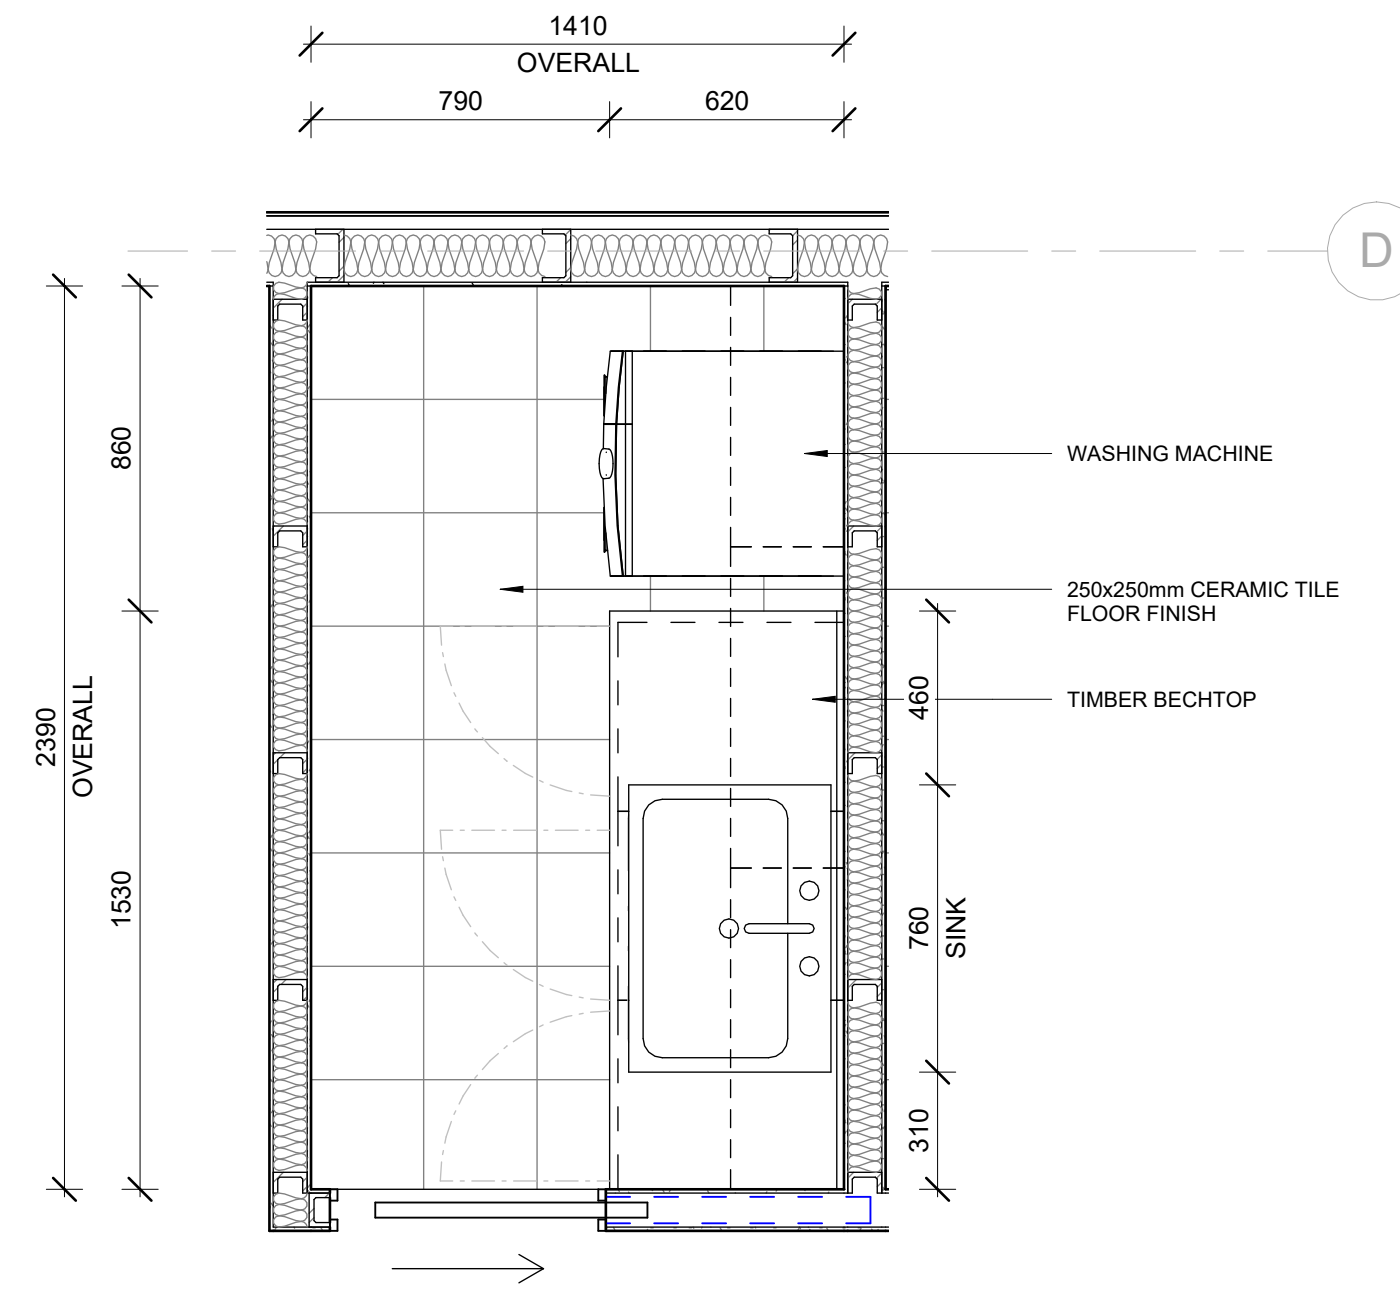 1410
OVERALL
790
620
D
860
WASHING MACHINE
250x250mm CERAMIC TILE
FLOOR FINISH
2390
OVERALL
460
TIMBER BECHTOP
1530
760
SINK
310